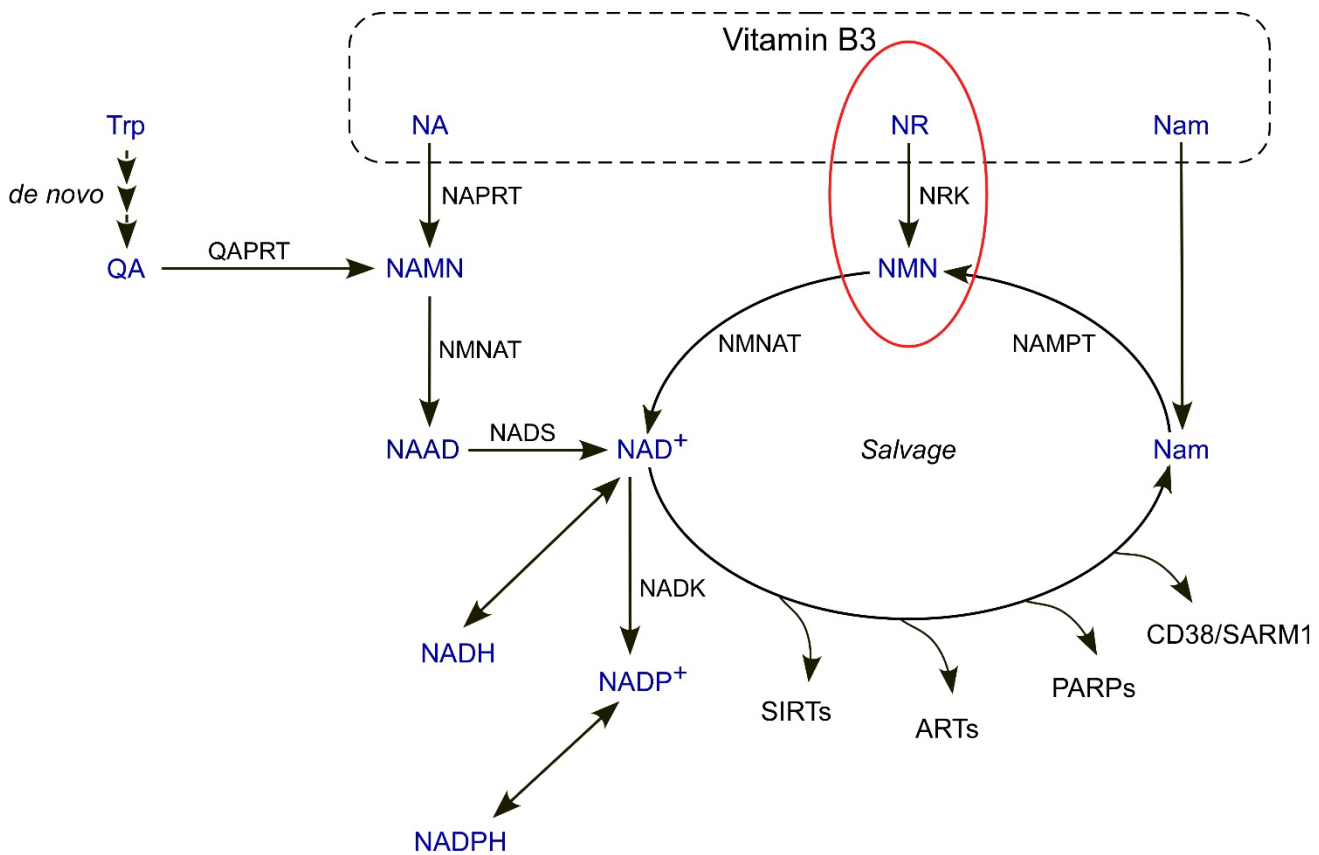 Vitamin B3
Trp
NA
NR
Nam
de novo
NAPRT
NRK
QA
QAPRT
NAMN
NMN
NMNAT
NMNAT
NAMPT
NAAD
NADS
NAD+
Salvage
Nam
NADK
NADH
NADP+
CD38/SARM1
PARPs
SIRTs
ARTs
NADPH